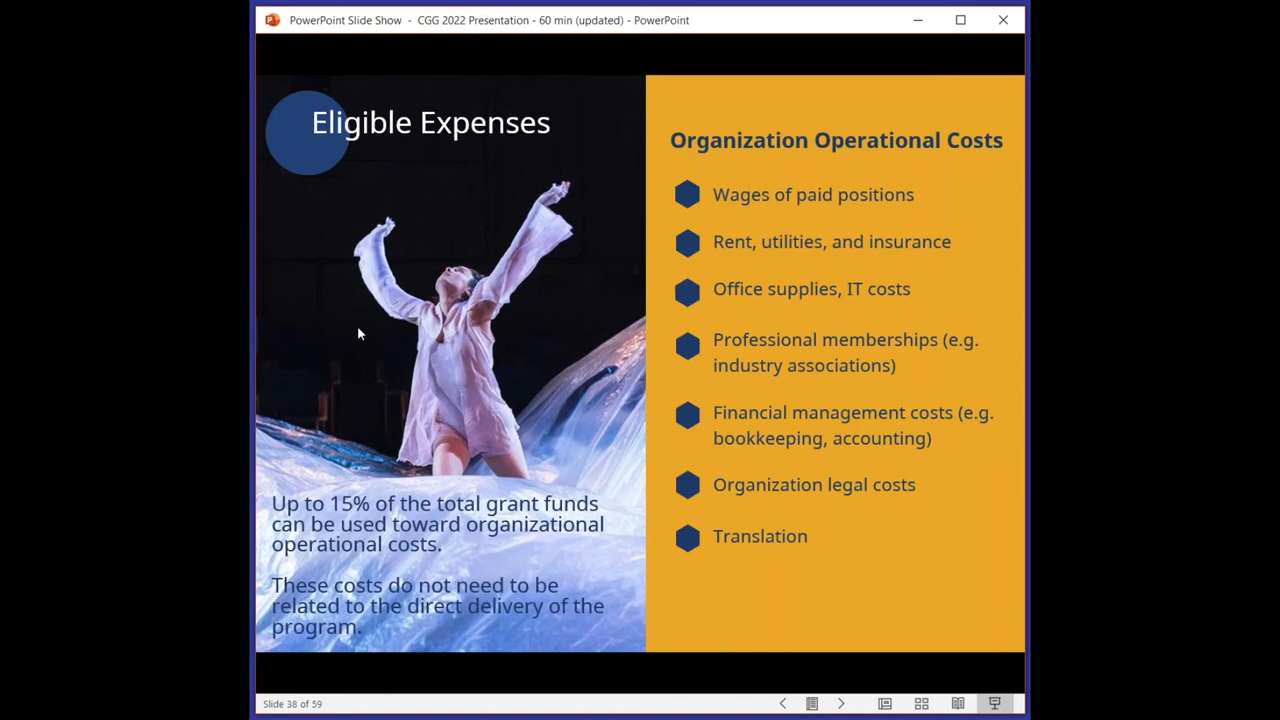 PowerPoint Slide Show - CGG 2022 Presentation - 60 min (updated) - PowerPoint
Eligible Expenses
Up to 15% of the total grant funds
can be used toward organizational
operational costs.
These costs do not need to be
related to the direct delivery of the
program.
Organization Operational Costs
Wages of paid positions
Rent, utilities, and insurance
Office supplies, IT costs
Professional memberships (e.g.
industry associations)
Financial management costs (e.g.
bookkeeping, accounting)
Organization legal costs
Translation
Slide 38 of 59